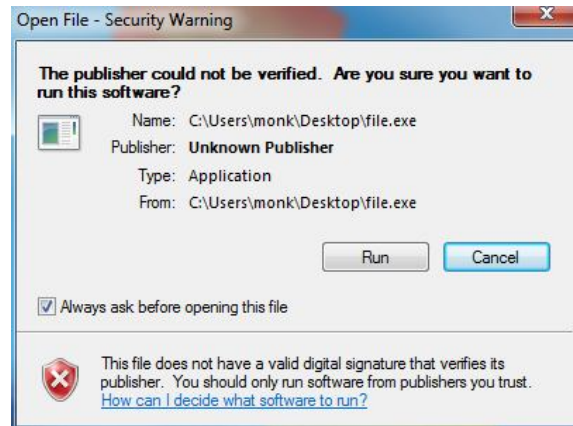 Open File - Security Warning
The publisher could not be verified. Are you sure you want to
run this software?
Name: C:\Users\monk\Desktop\file.exe
Publisher: Unknown Publisher
Type: Application
From: C:\Users\monk\Desktop\file.exe
Run Cancel
Always ask before opening this file
This file does not have a valid digital signature that verifies its
publisher. You should only run software from publishers you trust.
How can I decide what software to run?